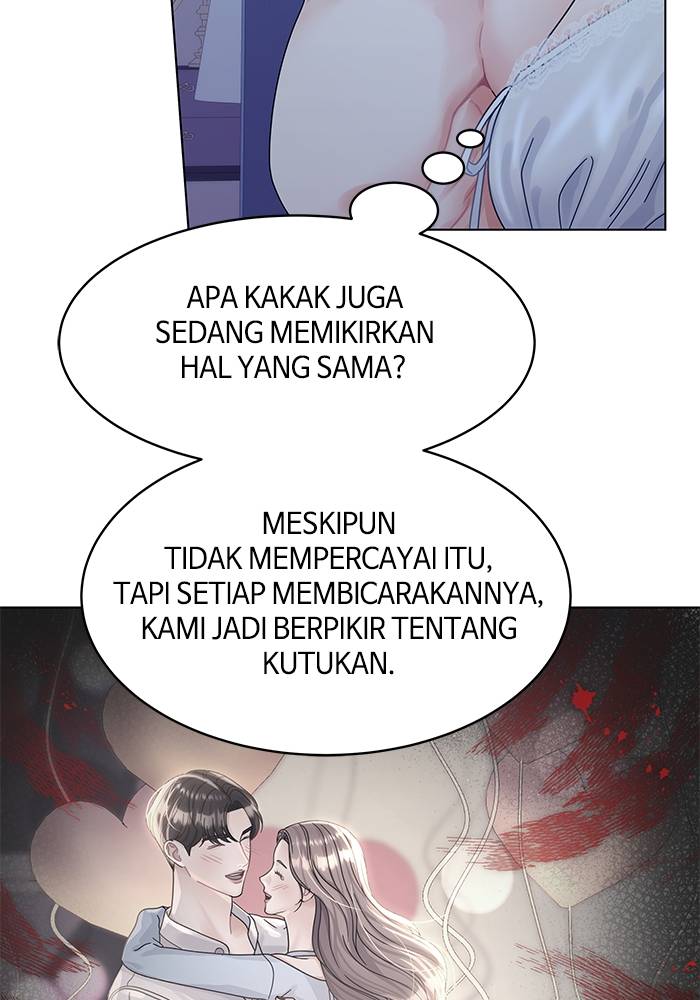 APA KAKAK JUGA
SEDANG MEMIKIRKAN
HAL YANG SAMA?
MESKIPUN
TIDAK MEMPERCAYAI ITU,
TAPI SETIAP MEMBICARAKANNYA,
KAMI JADI BERPIKIR TENTANG
KUTUKAN.